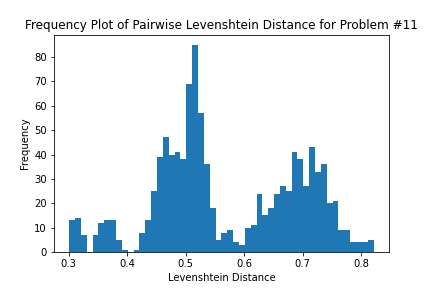 Frequency Plot of Pairwise Levenshtein Distance for Problem #11
80
70
60
50
40
30
20
10
0
Frequency
0.3 0.4 0.5 0.6 0.7 0.8
Levenshtein Distance